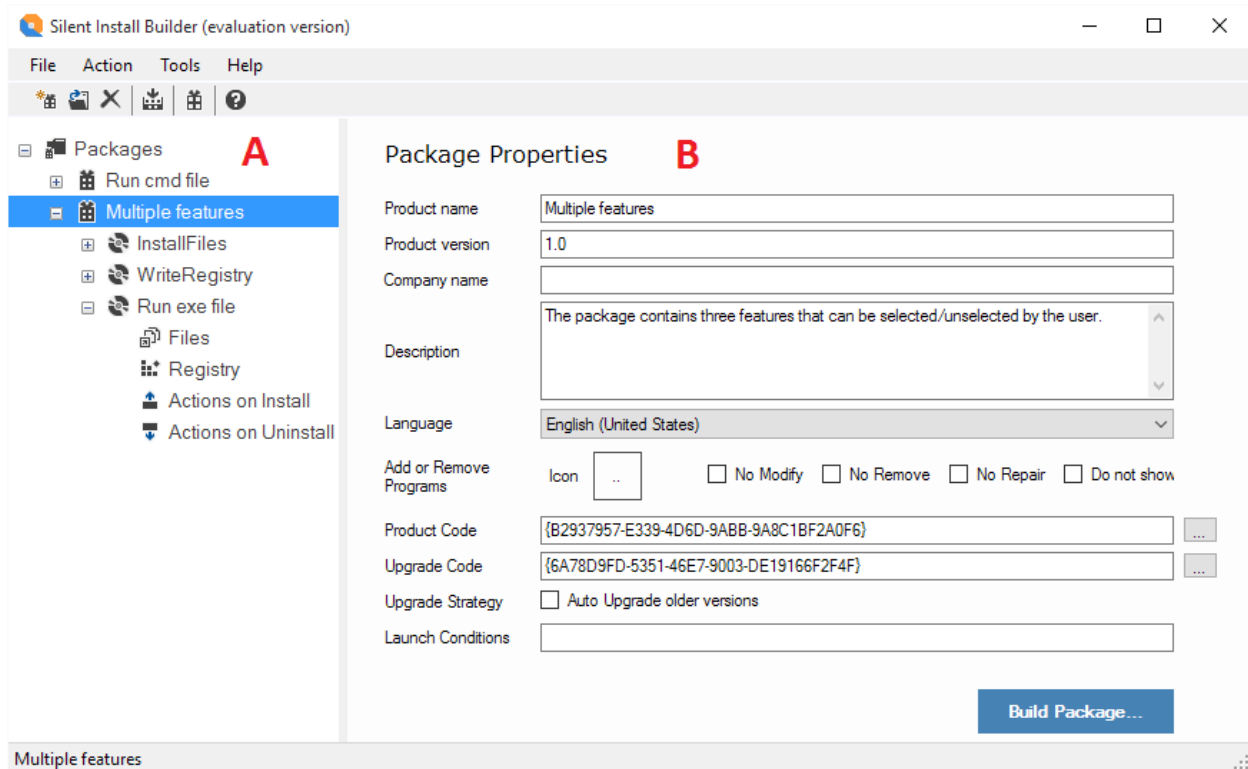 Silent Install Builder (evaluation version)
File Action Tools Help
Packages A
Run cmd file
Multiple features
InstallFiles
WriteRegistry
Run exe file
Files
Registry
Actions on Install
Actions on Uninstall
Package Properties B
Product name Multiple features
Product version 1.0
Company name
Description The package contains three features that can be selected/unselected by the user.
Language English (United States)
Add or Remove
Programs Icon .. No Modify No Remove No Repair Do not show
Product Code {B2937957-E339-4D6D-9ABB-9A8C1BF2A0F6} ...
Upgrade Code {6A78D9FD-5351-46E7-9003-DE19166F2F4F} ...
Upgrade Strategy Auto Upgrade older versions
Launch Conditions
Build Package...
Multiple features